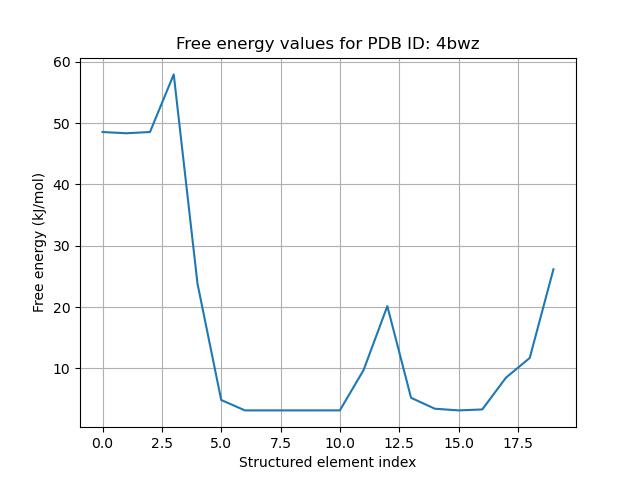 Free energy values for PDB ID: 4bwz
60
50
40
30
20
10
Free energy (kJ/mol)
0.0 2.5 5.0 7.5 10.0 12.5 15.0 17.5
Structured element index